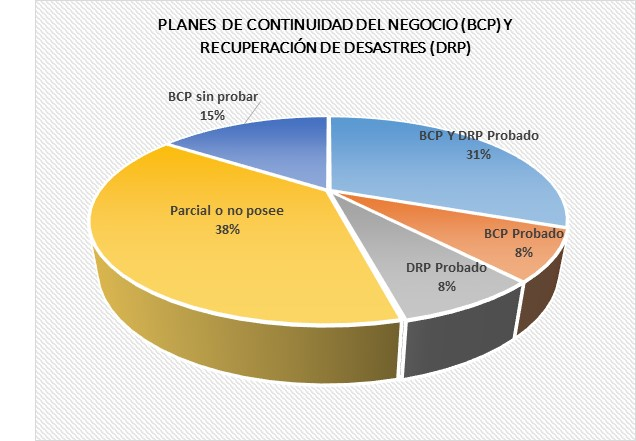 PLANES DE CONTINUIDAD DEL NEGOCIO (BCP) Y
RECUPERACIÓN DE DESASTRES (DRP)
BCP sin probar
15%
BCP Y DRP Probado
31%
Parcial o no posee
38%
BCP Probado
8%
DRP Probado
8%